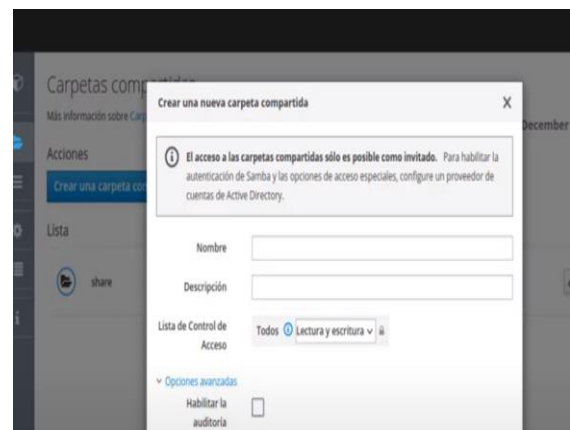 Carpetas comp
Más información sobre Carp
Crear una nueva carpeta compartida X
December
Acciones
Crear una carpeta com
El acceso a las carpetas compartidas sólo es posible como invitado. Para habilitar la
autenticación de Samba y las opciones de acceso especiales, configure un proveedor de
cuentas de Active Directory.
Lista
share
Nombre
Descripción
Lista de Control de
Acceso
Todos Lectura y escritura
Opciones avanzadas
Habilitar la
auditoría